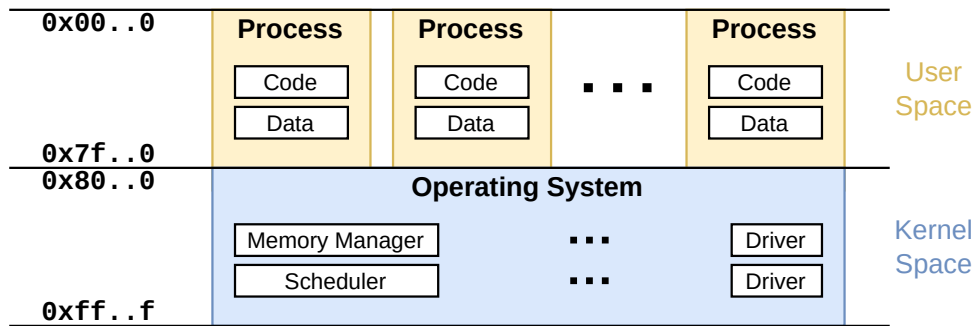 0x00..0
Process
Process
Process
Code
Code
...
Code
User
Space
Data
Data
Data
0x7f..0
0x80..0
Operating System
Memory Manager
...
Driver
Kernel
Space
Scheduler
...
Driver
0xff..f